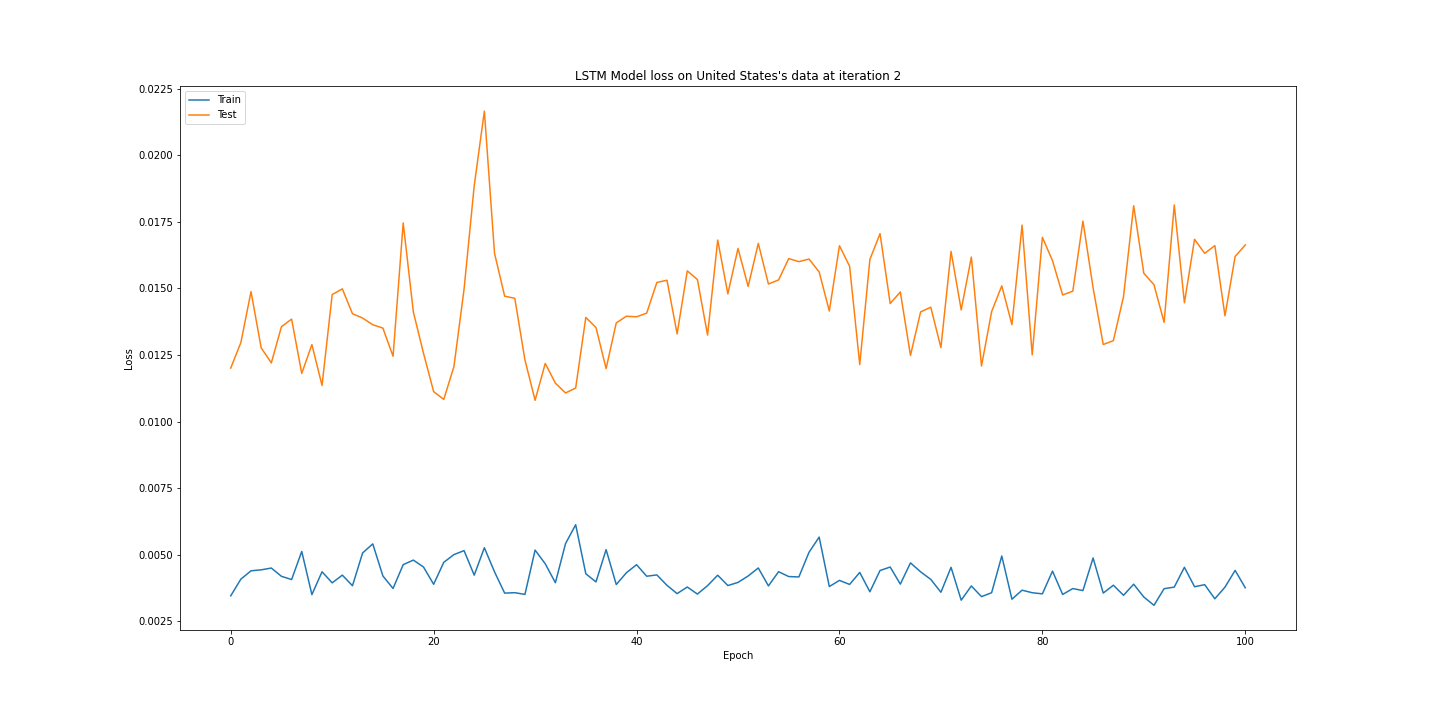 LSTM Model loss on United States's data at iteration 2
Train
Test
0.0225
0.0200
0.0175
0.0150
0.0125
0.0100
0.0075
0.0050
0.0025
Loss
0 20 40 60 80 100
Epoch